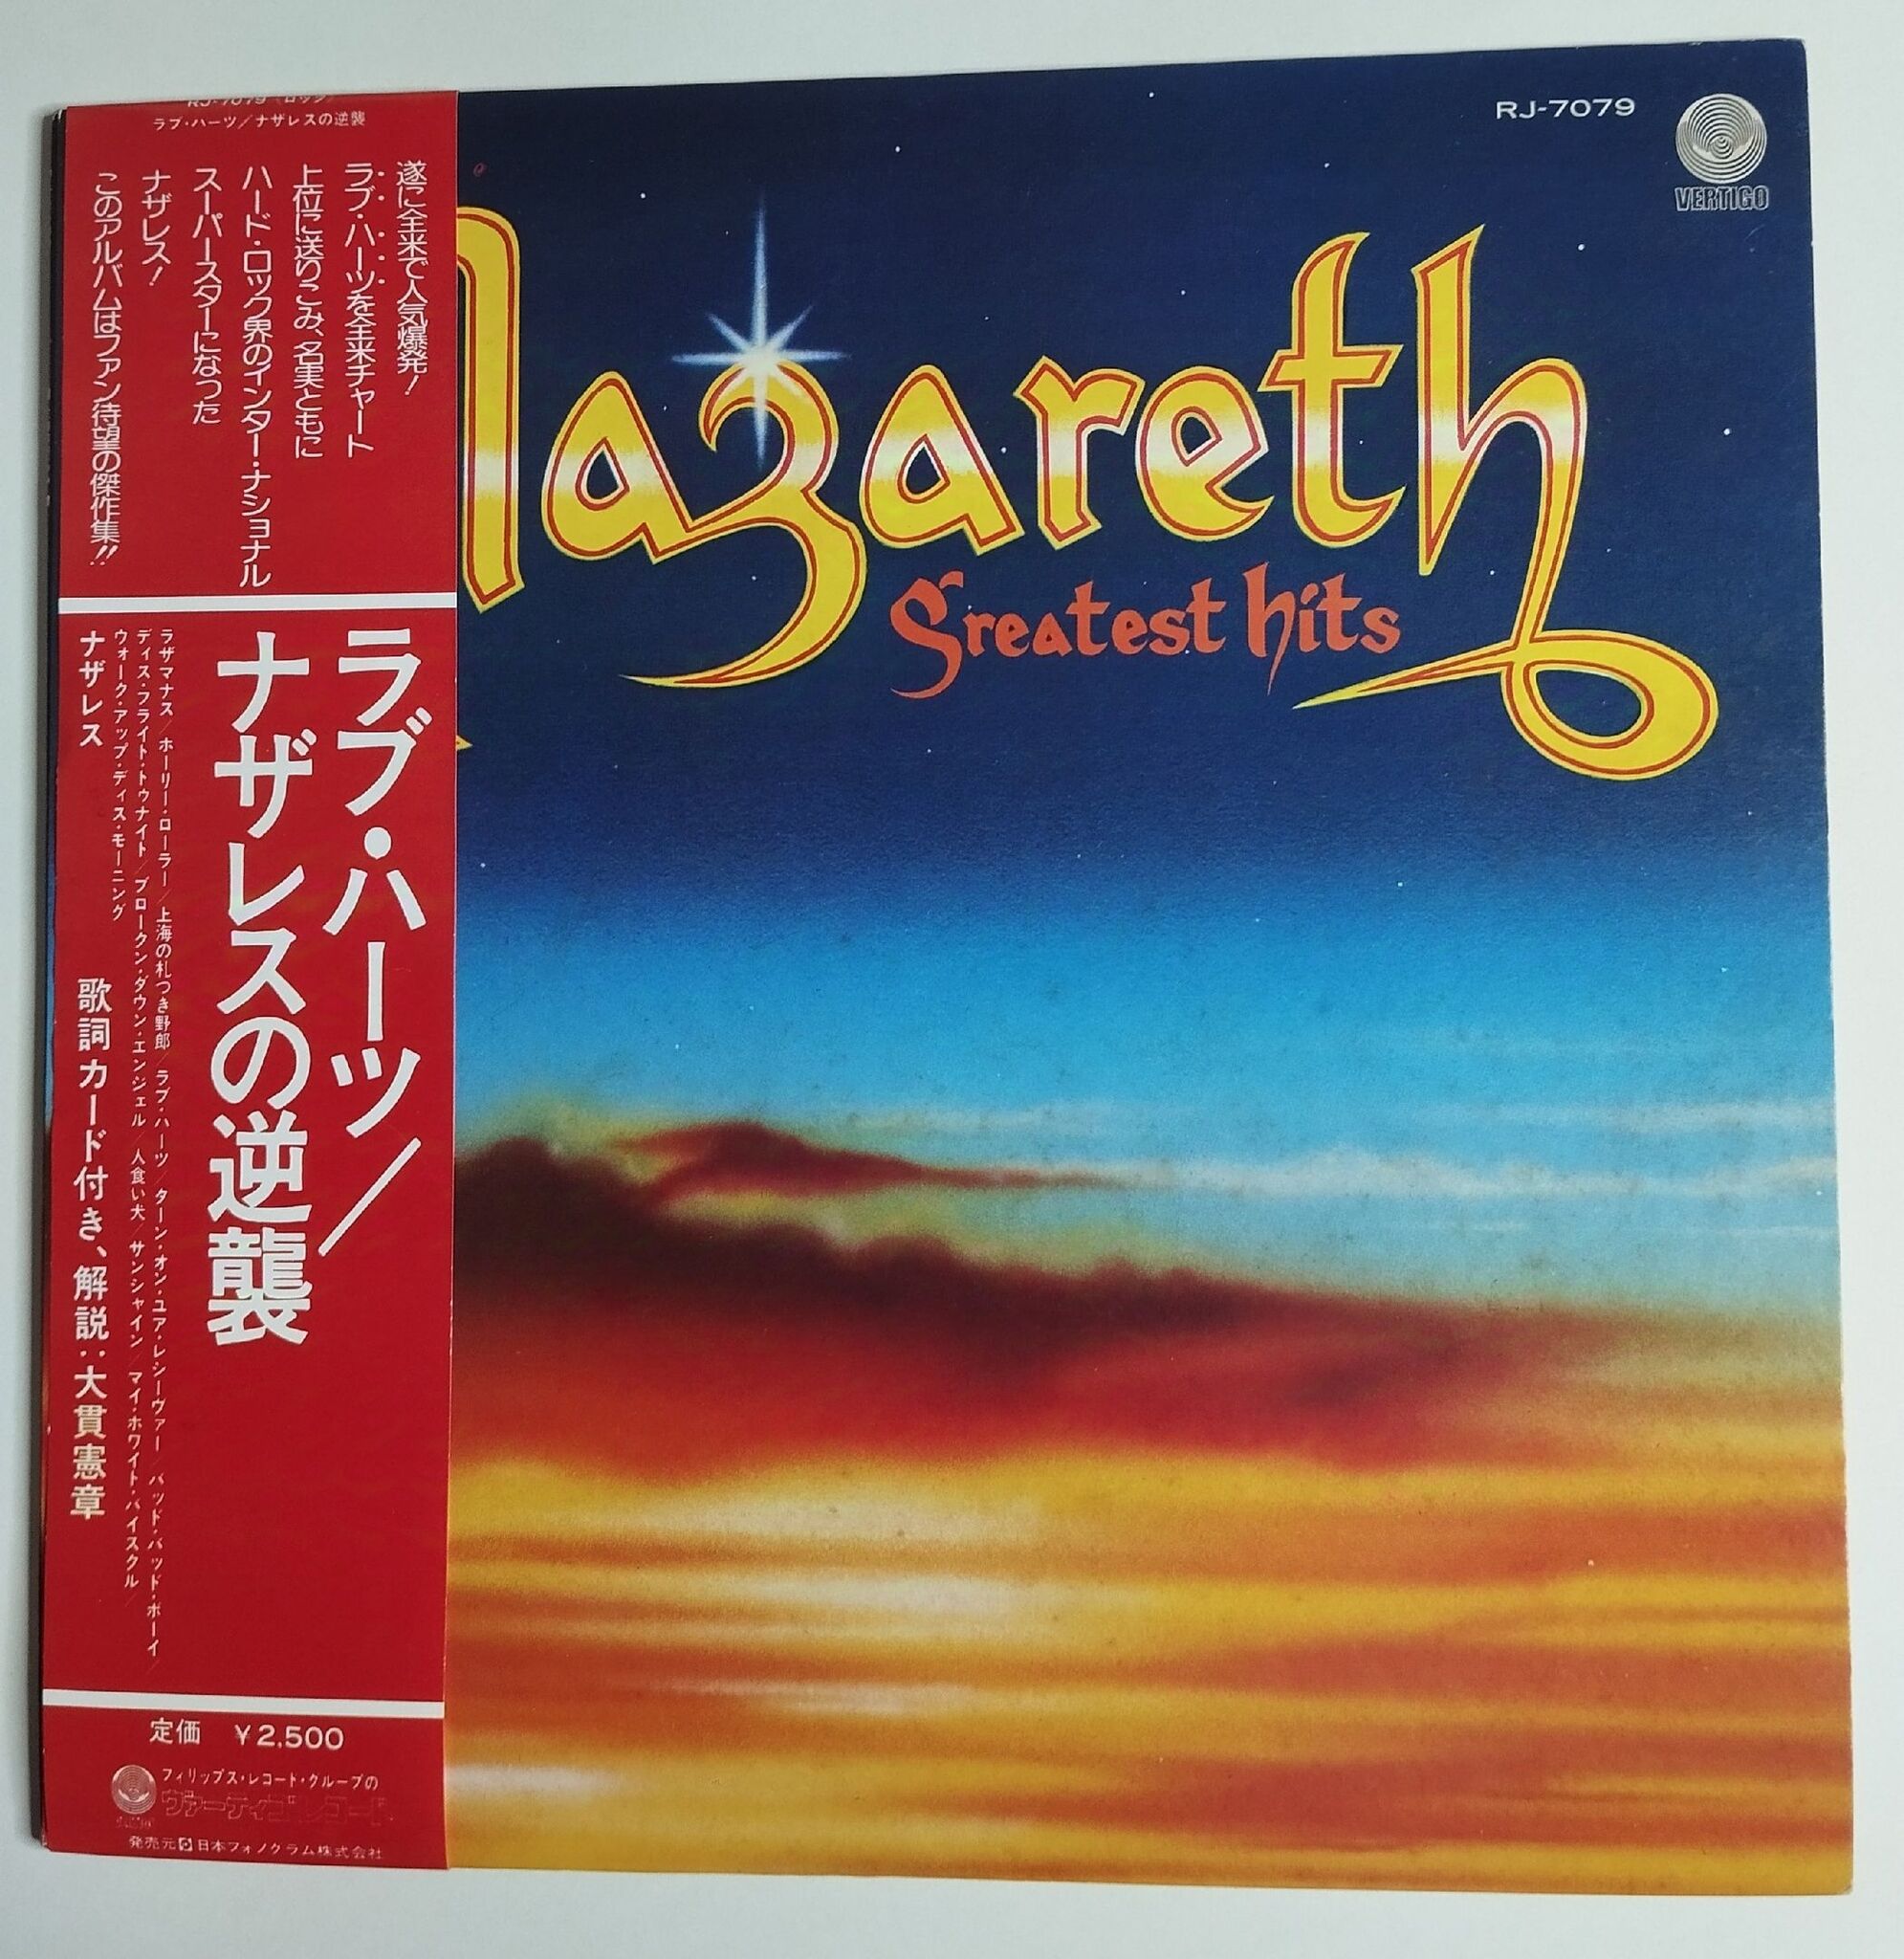 RJ-7079 (ロック)
ラブ・ハーツ/ナザレスの逆襲
遂に全米で人気爆発!
ラブ・ハーツを全米チャート
上位に送りこみ、名実ともに
ハード・ロック界のインター・ナショナル
スーパースターになった
ナザレス!
このアルバムはファン待望の傑作集!!
ラブ・ハーツ/
ナザレスの逆襲
ラザマナス/ホーリー・ローラー/上海の札つき野郎/ラブ・ハーツ/ターン・オン・ユア・レシーヴァー/バッド・バッド・ボーイ/
ディス・フライト・トゥナイト/ブロークン・ダウン・エンジェル/人食い犬/サンシャイン/マイ・ホワイト・バイスクル/
ウォーク・アップ・ディス・モーニング
ナザレス
歌詞カード付き、解説:大貫憲章
定価 ¥2,500
フィリップス・レコード・グループの
ヴァーティゴレコード
発売元 日本フォノグラム株式会社
RJ-7079
VERTIGO
Nazareth
greatest hits